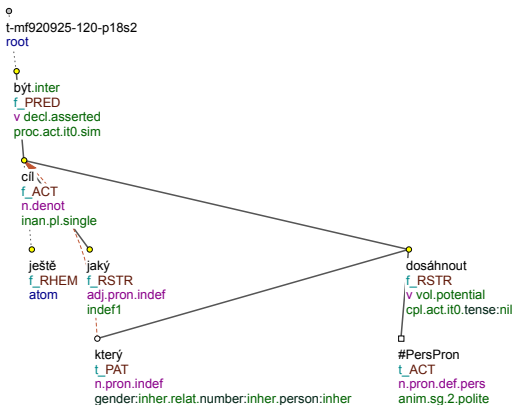 t-mf920925-120-p18s2
root
být.inter
f_PRED
v decl.asserted
proc.act.it0.sim
cíl
f_ACT
n.denot
inan.pl.single
ještě
f_RHEM
atom
jaký
f_RSTR
adj.pron.indef
indef1
dosáhnout
f_RSTR
v vol.potential
cpl.act.it0.tense:nil
který
t_PAT
n.pron.indef
gender:inher.relat.number:inher.person:inher
#PersPron
t_ACT
n.pron.def.pers
anim.sg.2.polite